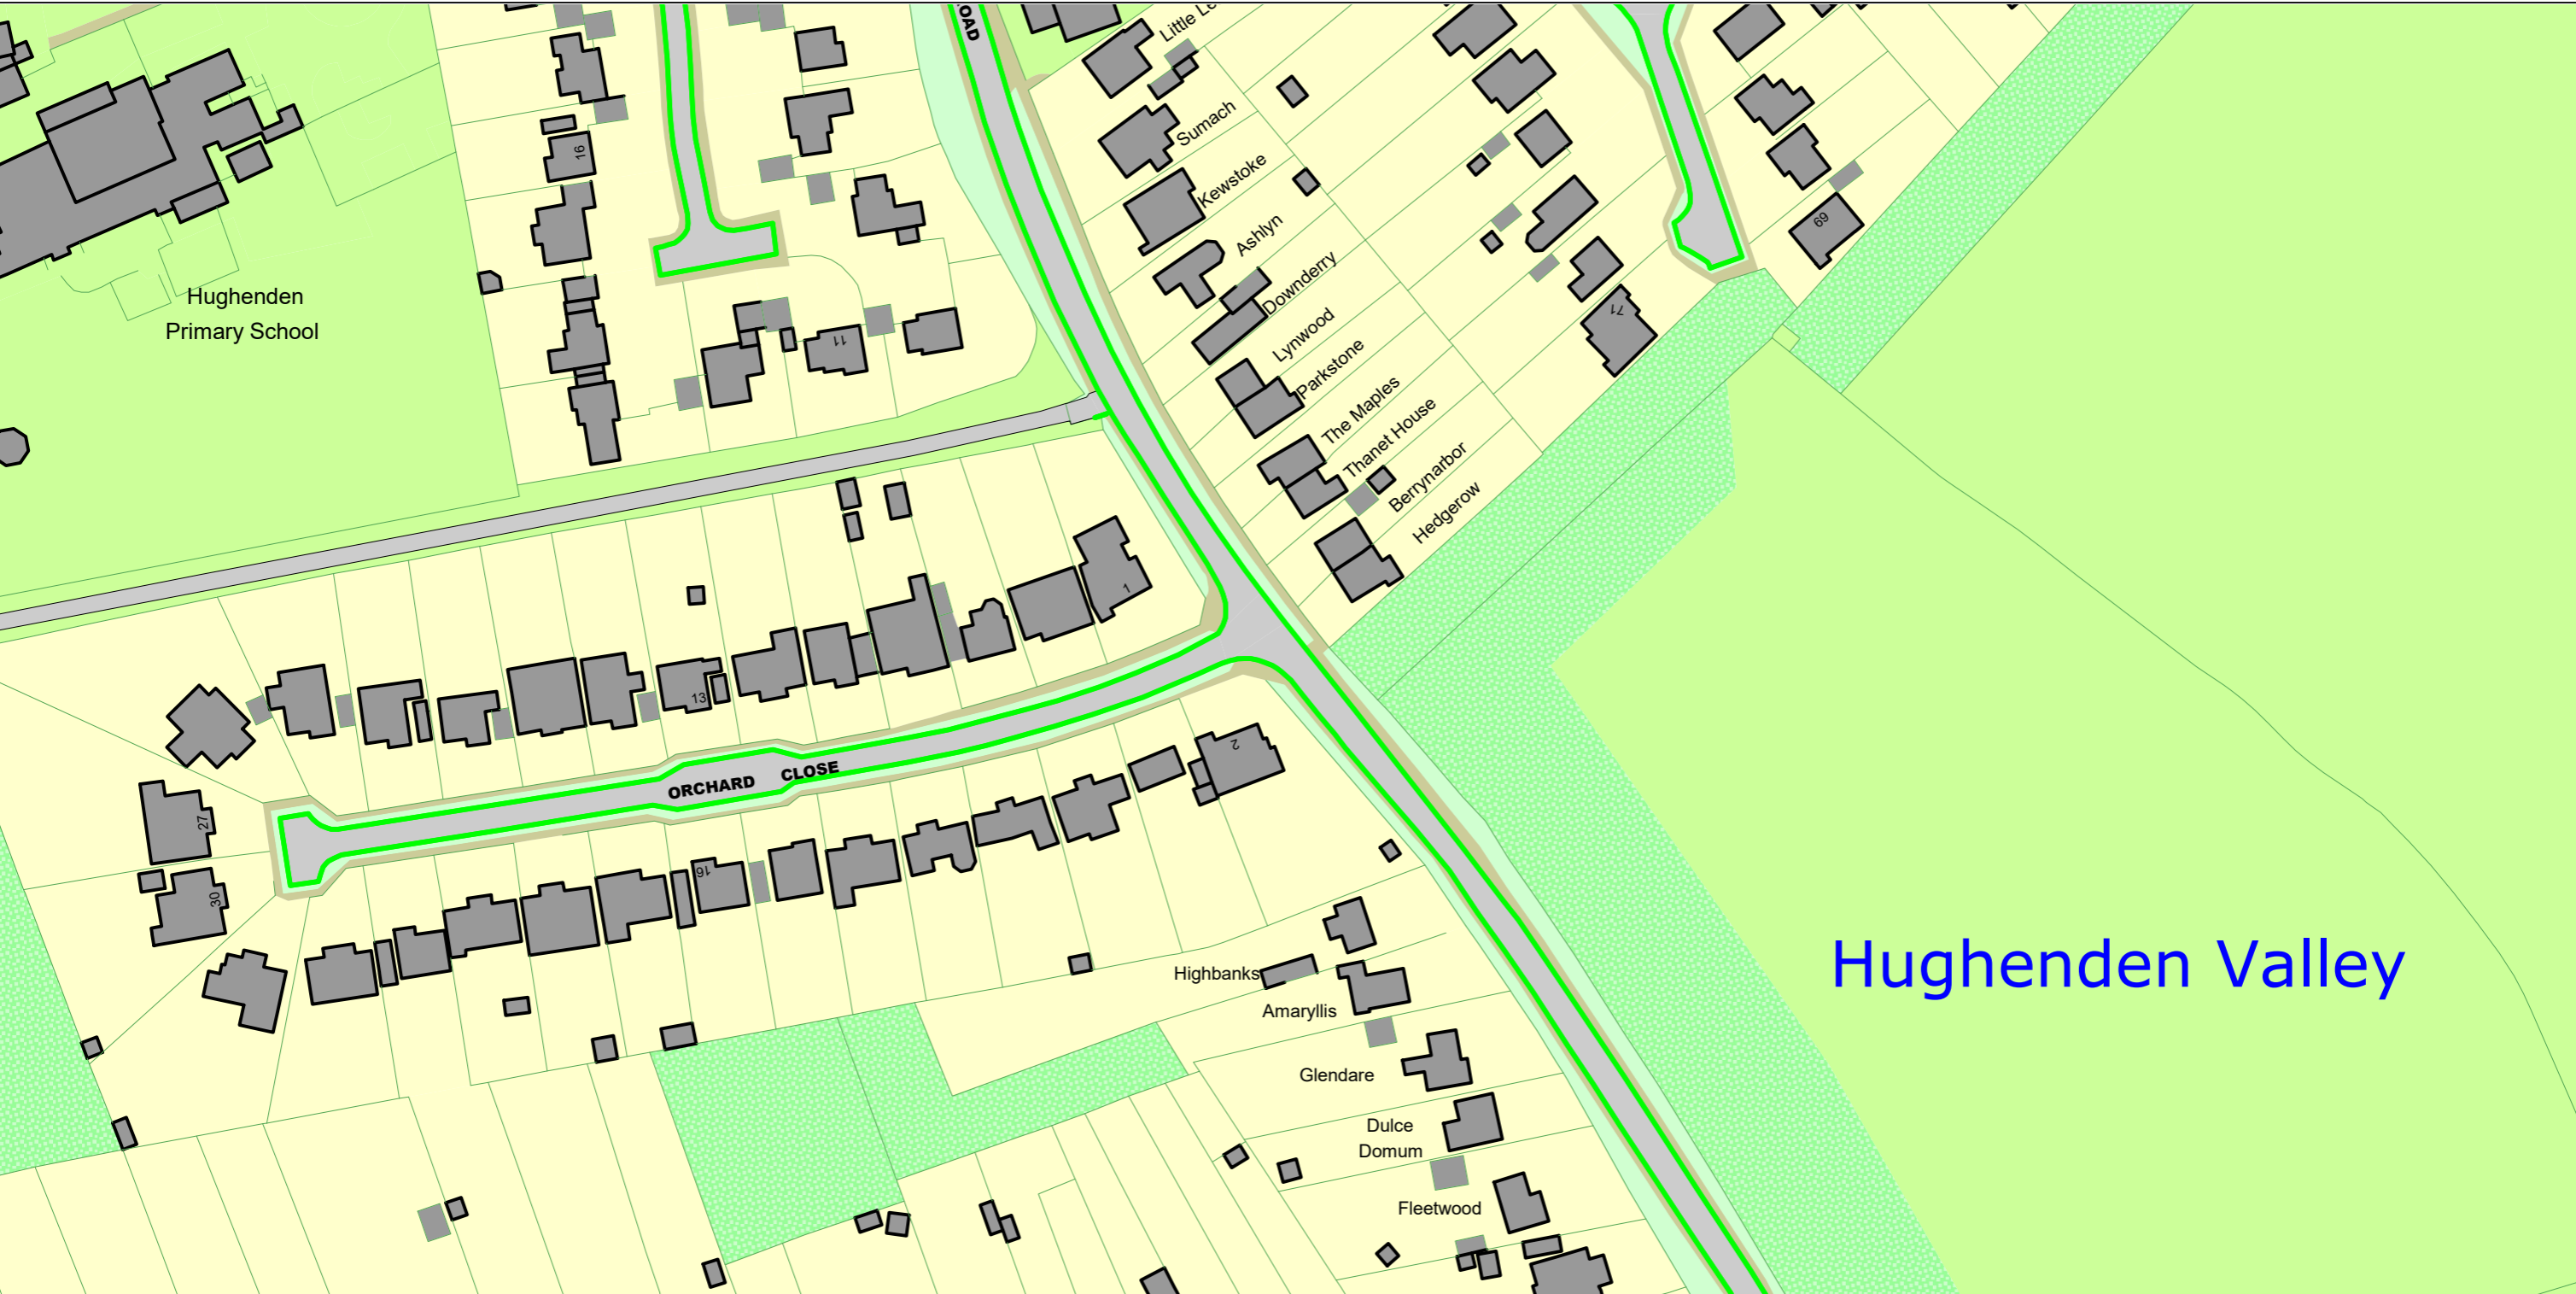 OAD
Little Le
Sumach
Kewstoke
Ashlyn
Downderry
Lynwood
Parkstone
The Maples
Thanet House
Berrynarbor
Hedgerow
16
11
69
71
Hughenden
Primary School
1
13
ORCHARD CLOSE
2
27
30
16
Highbanks
Amaryllis
Glendare
Dulce
Domum
Fleetwood
Hughenden Valley